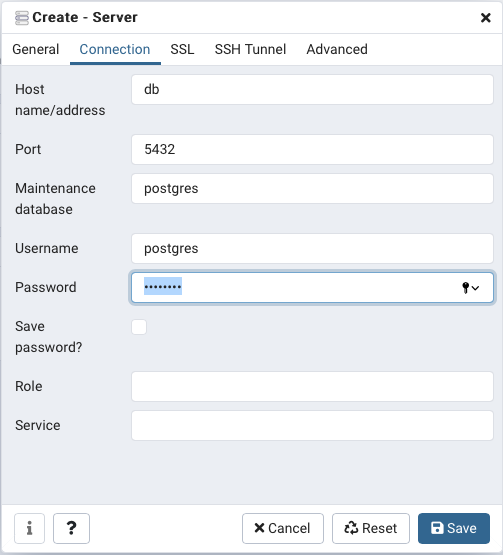 Create - Server
General Connection SSL SSH Tunnel Advanced
Host name/address
db
Port
5432
Maintenance database
postgres
Username
postgres
Password
••••••••
Save password?
Role
Service
i ? Cancel Reset Save